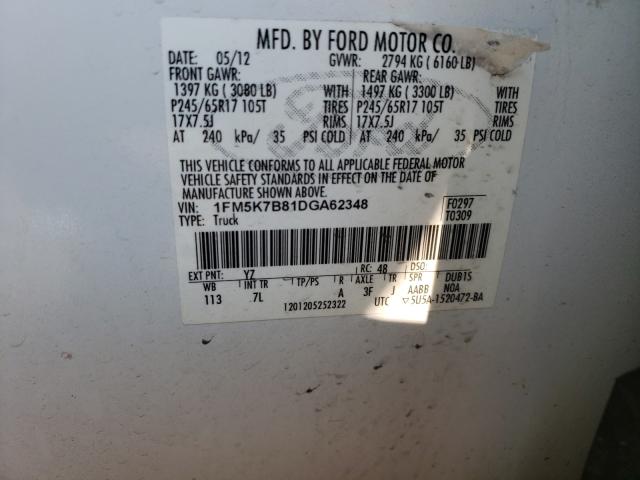 MFD. BY FORD MOTOR CO.
DATE: 05/12 GVWR: 2794 KG ( 6160 LB)
FRONT GAWR: REAR GAWR:
1397 KG ( 3080 LB) WITH 1497 KG ( 3300 LB) WITH
P245/65R17 105T TIRES P245/65R17 105T TIRES
17X7.5J RIMS 17X7.5J RIMS
AT 240 kPa/ 35 PSI COLD AT 240 kPa/ 35 PSI COLD
THIS VEHICLE CONFORMS TO ALL APPLICABLE FEDERAL MOTOR
VEHICLE SAFETY STANDARDS IN EFFECT ON THE DATE OF
MANUFACTURE SHOWN ABOVE.
VIN: 1FM5K7B81DGA62348 F0297
TYPE: Truck T0309
EXT PNT: YZ RC: 48 DSO:
WB INT TR TP/PS R AXLE TR SPR DUB1S
113 .7L A 3F J AABB NOA
1201205252322 UTC ▽5U5A-1520472-BA